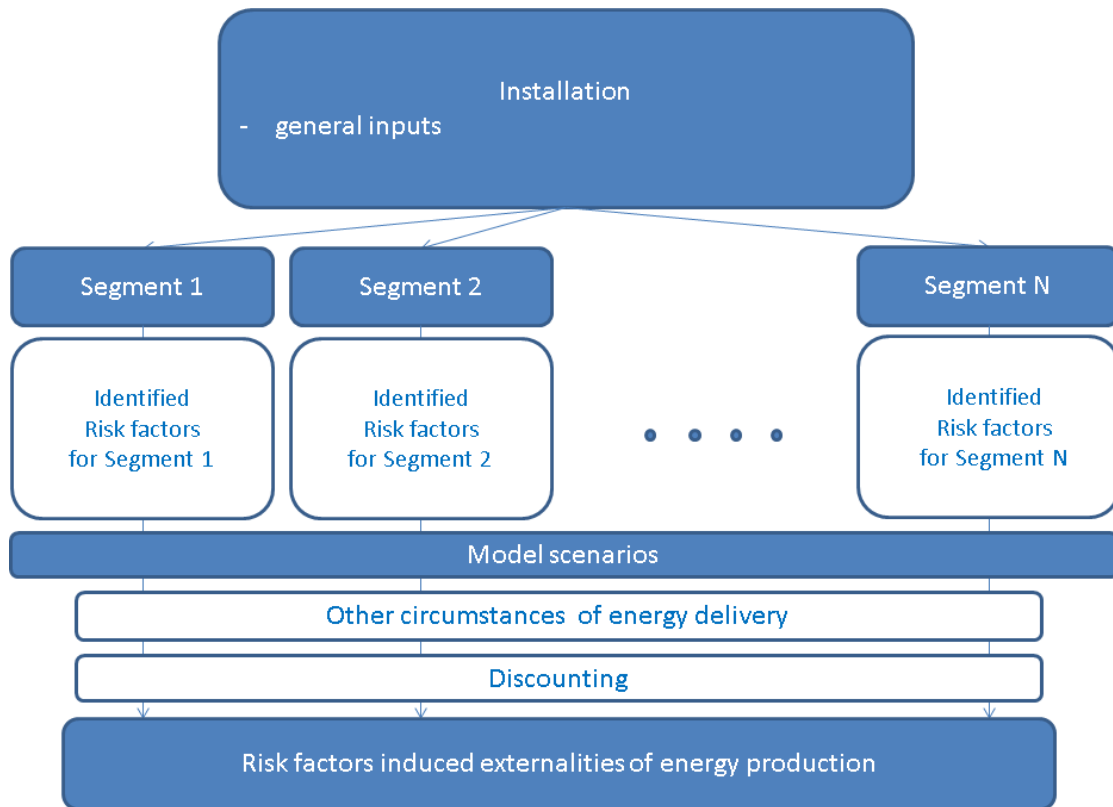 Installation
- general inputs
Segment 1
Segment 2
Segment N
Identified
Risk factors
for Segment 1
Identified
Risk factors
for Segment 2
Identified
Risk factors
for Segment N
Model scenarios
Other circumstances of energy delivery
Discounting
Risk factors induced externalities of energy production